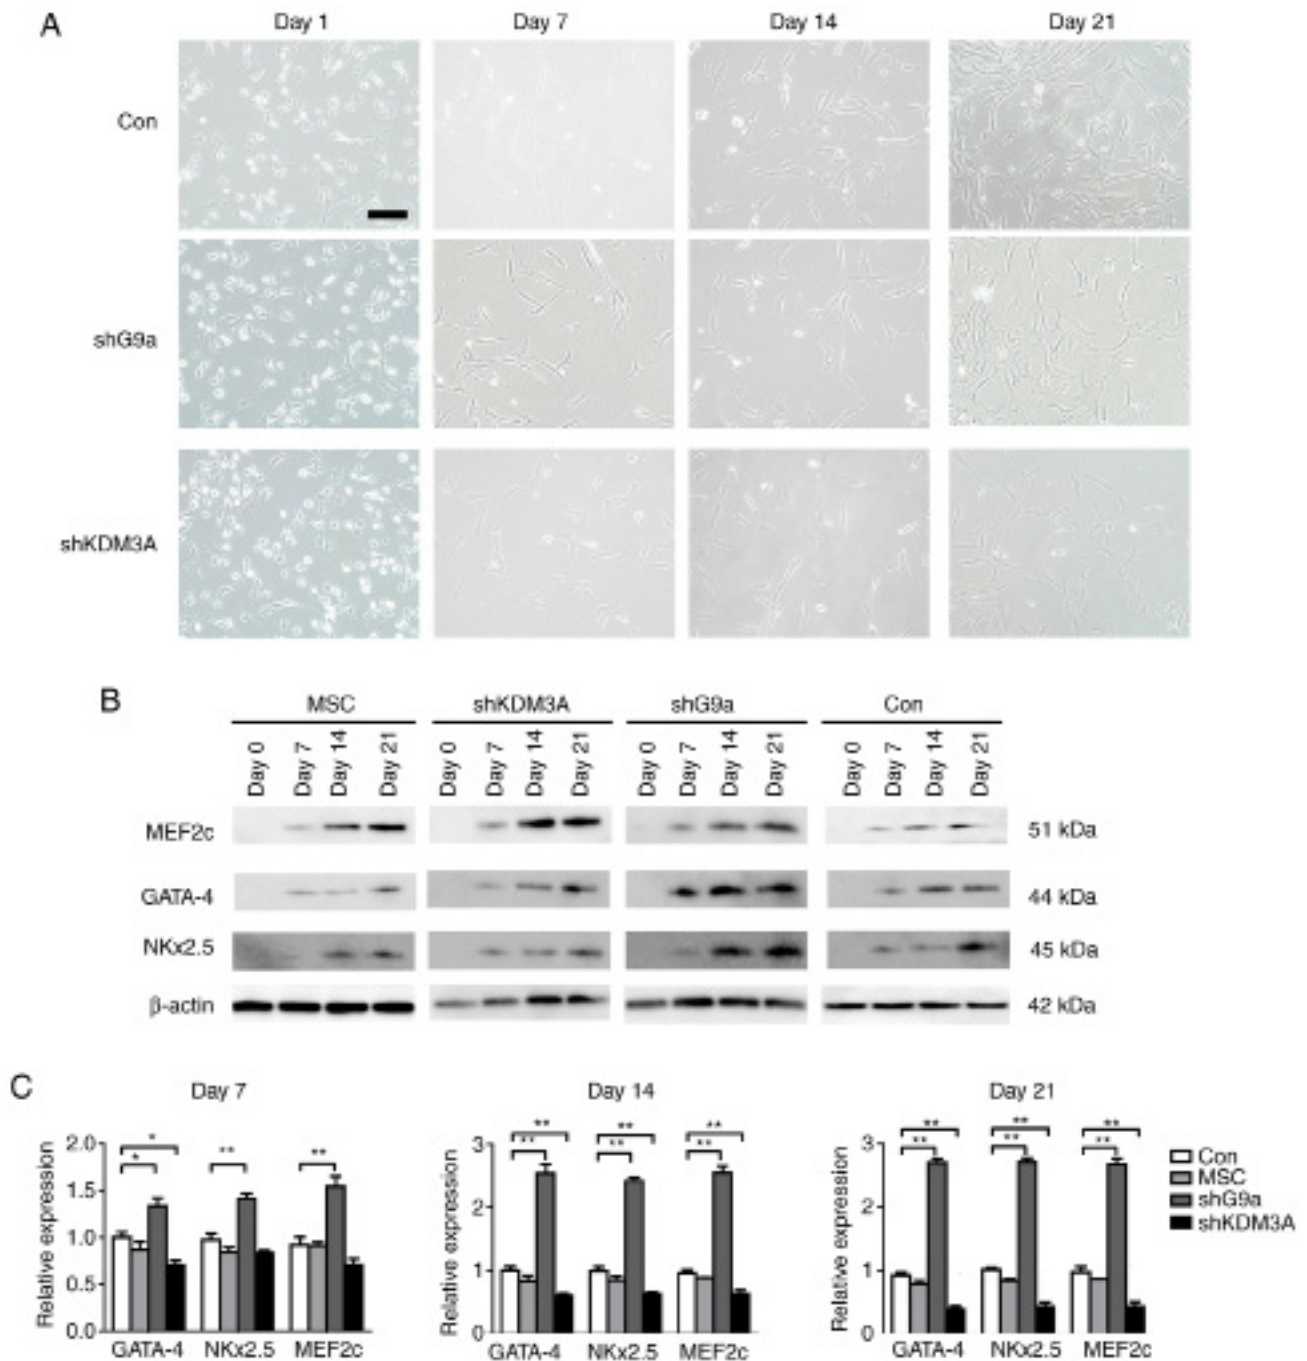 A
Day 1 Day 7 Day 14 Day 21
Con
shG9a
shKDM3A
B
MSC shKDM3A shG9a Con
Day 0 Day 7 Day 14 Day 21 Day 0 Day 7 Day 14 Day 21 Day 0 Day 7 Day 14 Day 21 Day 0 Day 7 Day 14 Day 21
MEF2c 51 kDa
GATA-4 44 kDa
NKx2.5 45 kDa
β-actin 42 kDa
C
Day 7 Day 14 Day 21
Relative expression
2.0
1.5
1.0
0.5
0.0
* * ** **
GATA-4 NKx2.5 MEF2c
Relative expression
3
2
1
0
** ** **
** ** **
GATA-4 NKx2.5 MEF2c
Relative expression
3
2
1
0
** ** **
** ** **
GATA-4 NKx2.5 MEF2c
Con
MSC
shG9a
shKDM3A